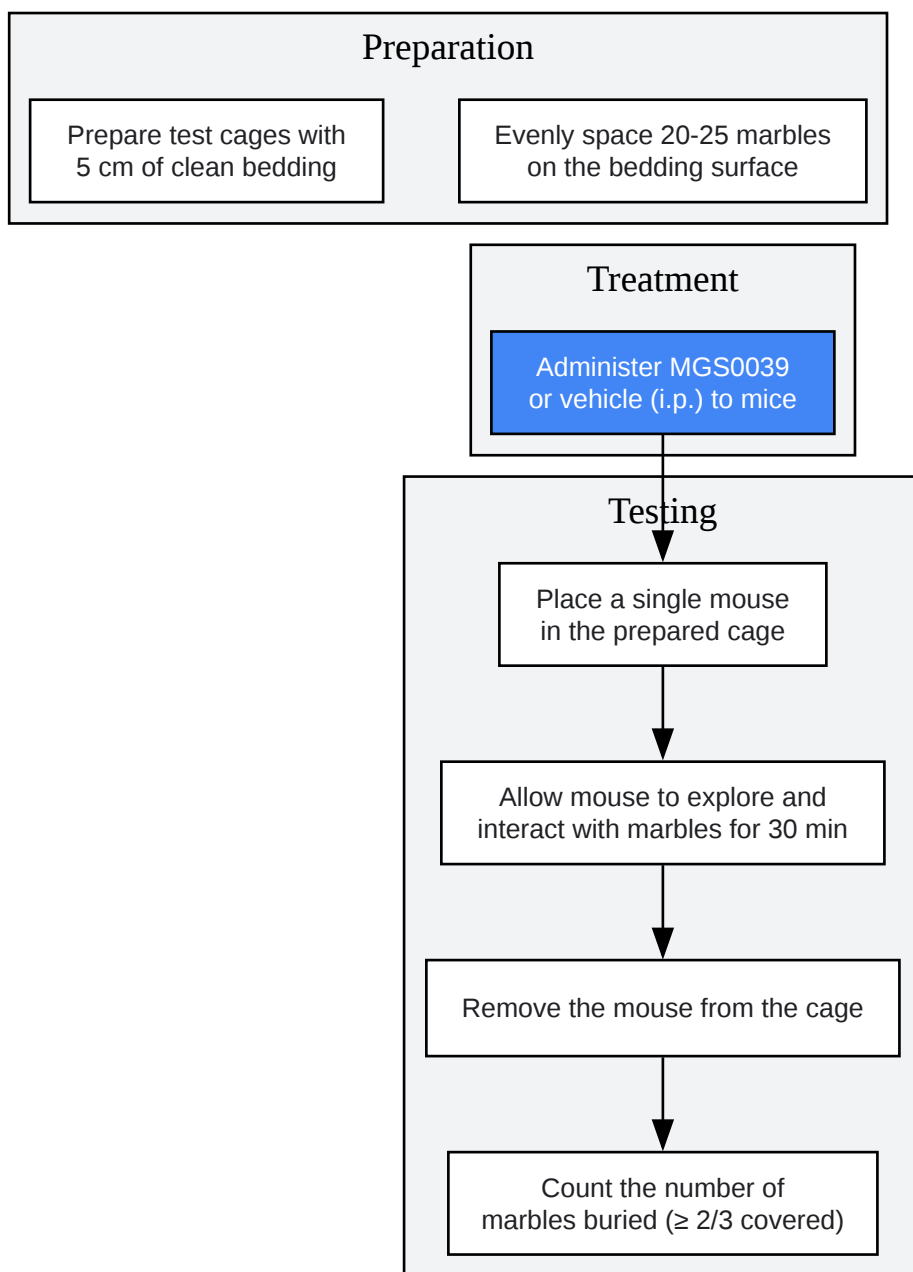 Preparation
Prepare test cages with
5 cm of clean bedding
Evenly space 20-25 marbles
on the bedding surface
Treatment
Administer MGS0039
or vehicle (i.p.) to mice
Testing
Place a single mouse
in the prepared cage
Allow mouse to explore and
interact with marbles for 30 min
Remove the mouse from the cage
Count the number of
marbles buried (≥ 2/3 covered)